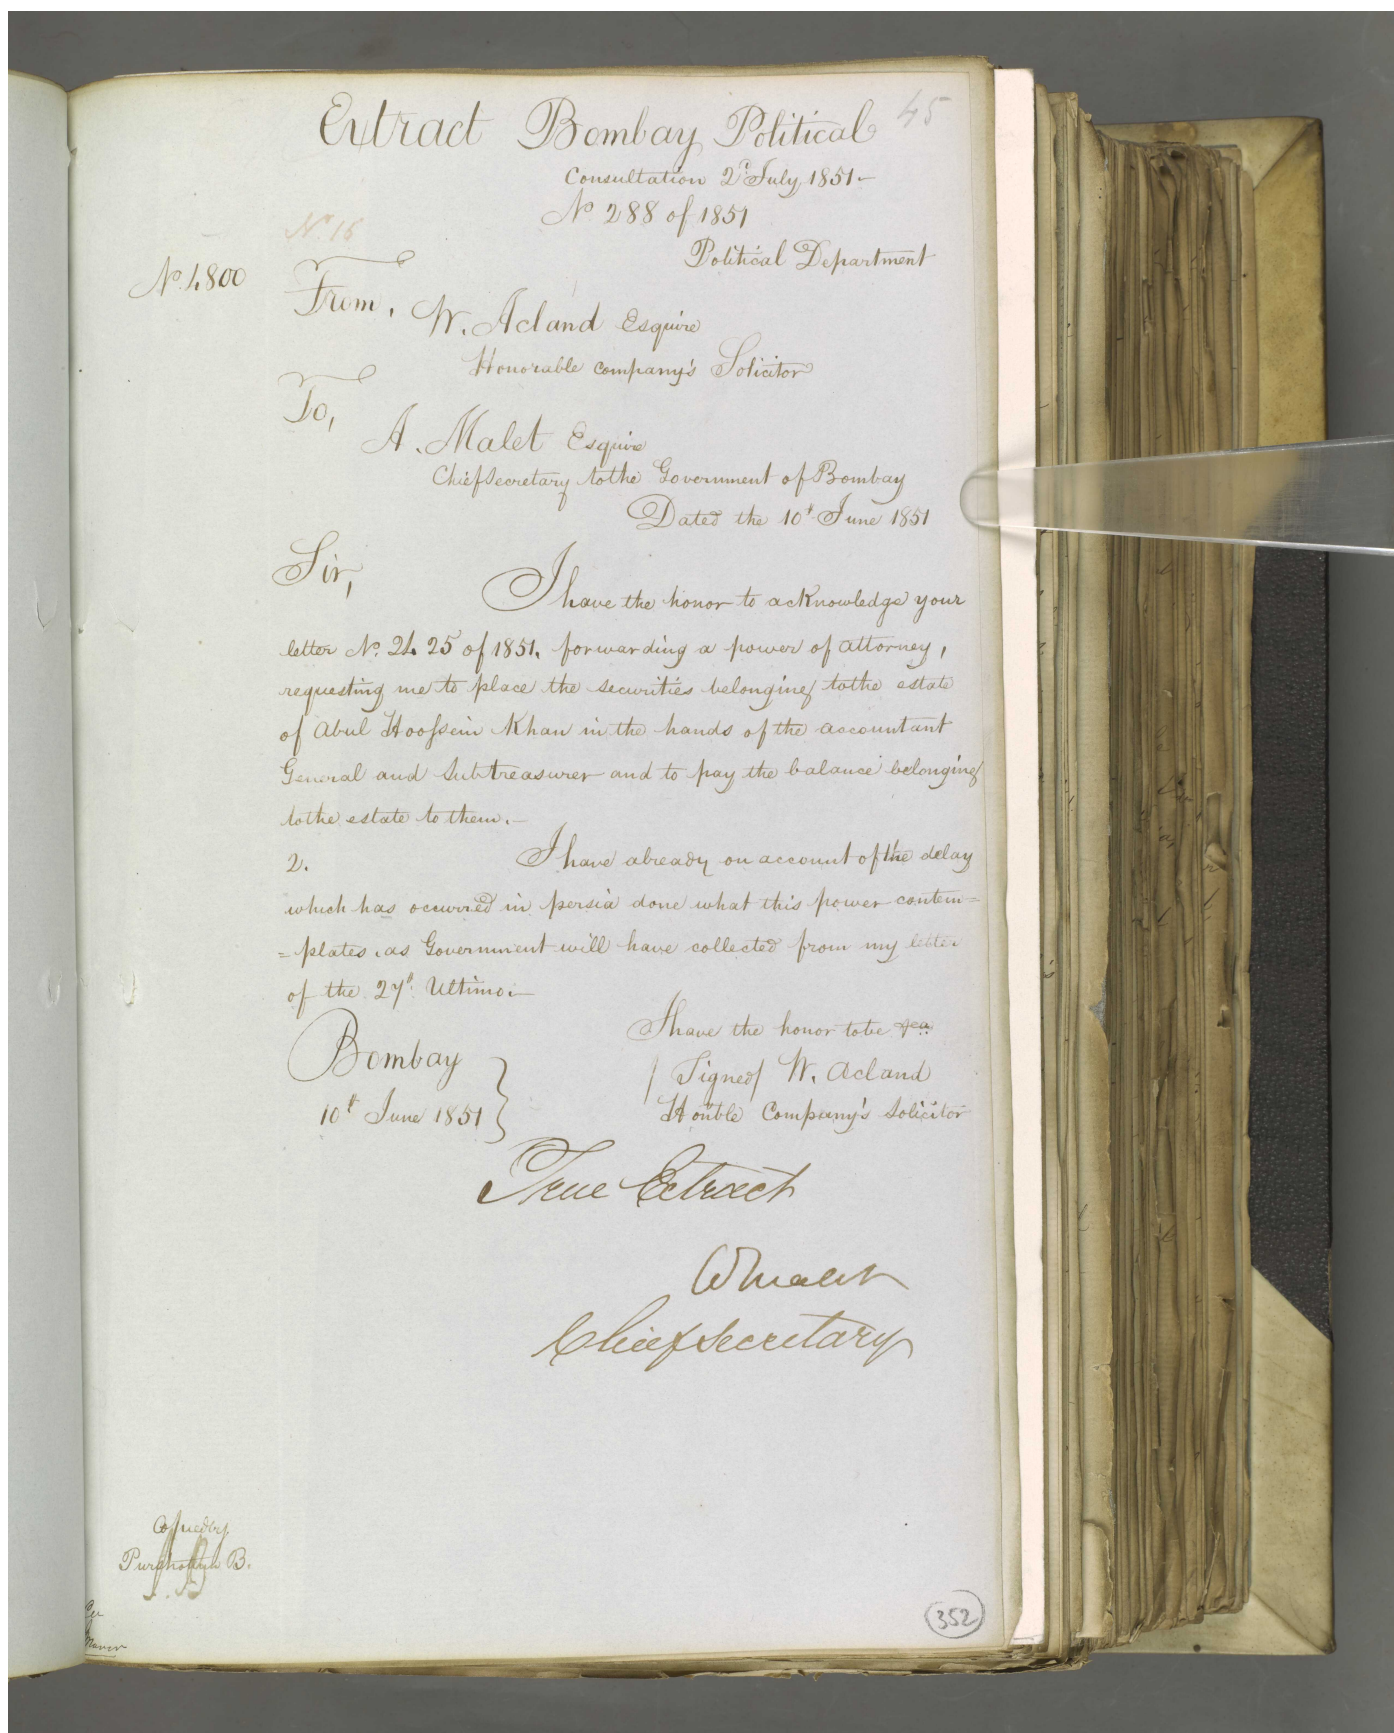 45
Extract Bombay Political
Consultation 2d July 1851 -
No 288 of 1851
No 16
Political Department
No 4800
From,
W. Acland Esquire
Honorable company's Solicitor
To,
A. Malet Esquire
Chief Secretary to the Government of Bombay
Dated the 10th June 1851
Sir,
I have the honor to acknowledge your
letter No. 2425 of 1851, forwarding a power of attorney,
requesting me to place the securities belonging to the estate
of Abul Hoossein Khan in the hands of the accountant
General and Subtreasurer and to pay the balance belonging
to the estate to them. -
2. I have already on account of the delay
which has occurred in persia done what this power contem=
=plates, as Government will have collected from my letter
of the 27th Ultimo. -
I have the honor to be &ca
Bombay
10th June 1851
(Signed) W. Acland
Honble Company's Solicitor
True Extract
Malet
Chief Secretary
Copied by
B.
352